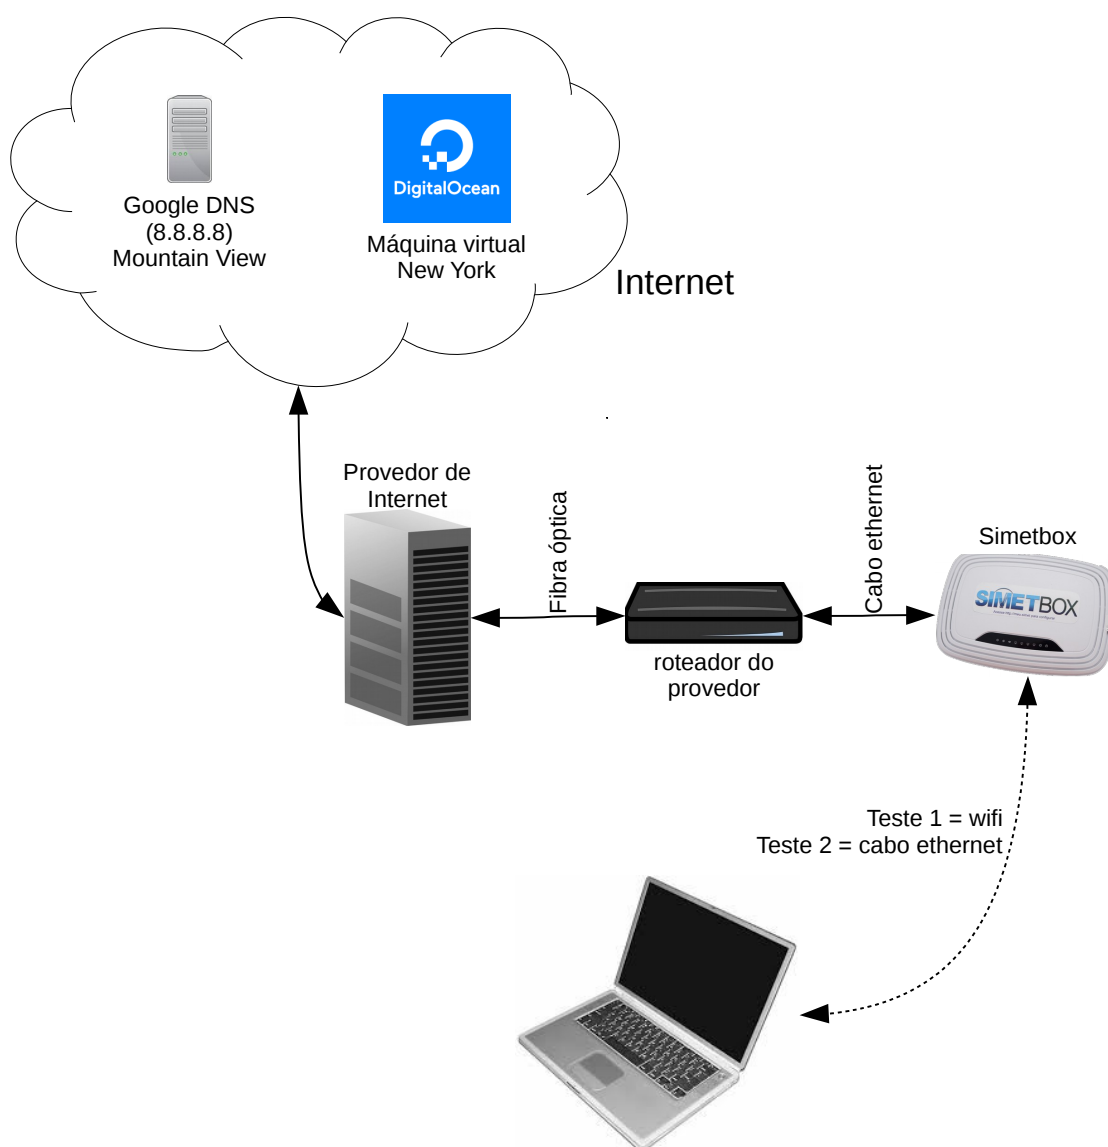 DigitalOcean
Google DNS
(8.8.8.8)
Mountain View
Máquina virtual
New York
Internet
Provedor de
Internet
Fibra óptica
roteador do
provedor
Cabo ethernet
Simetbox
SIMETBOX
Teste 1 = wifi
Teste 2 = cabo ethernet